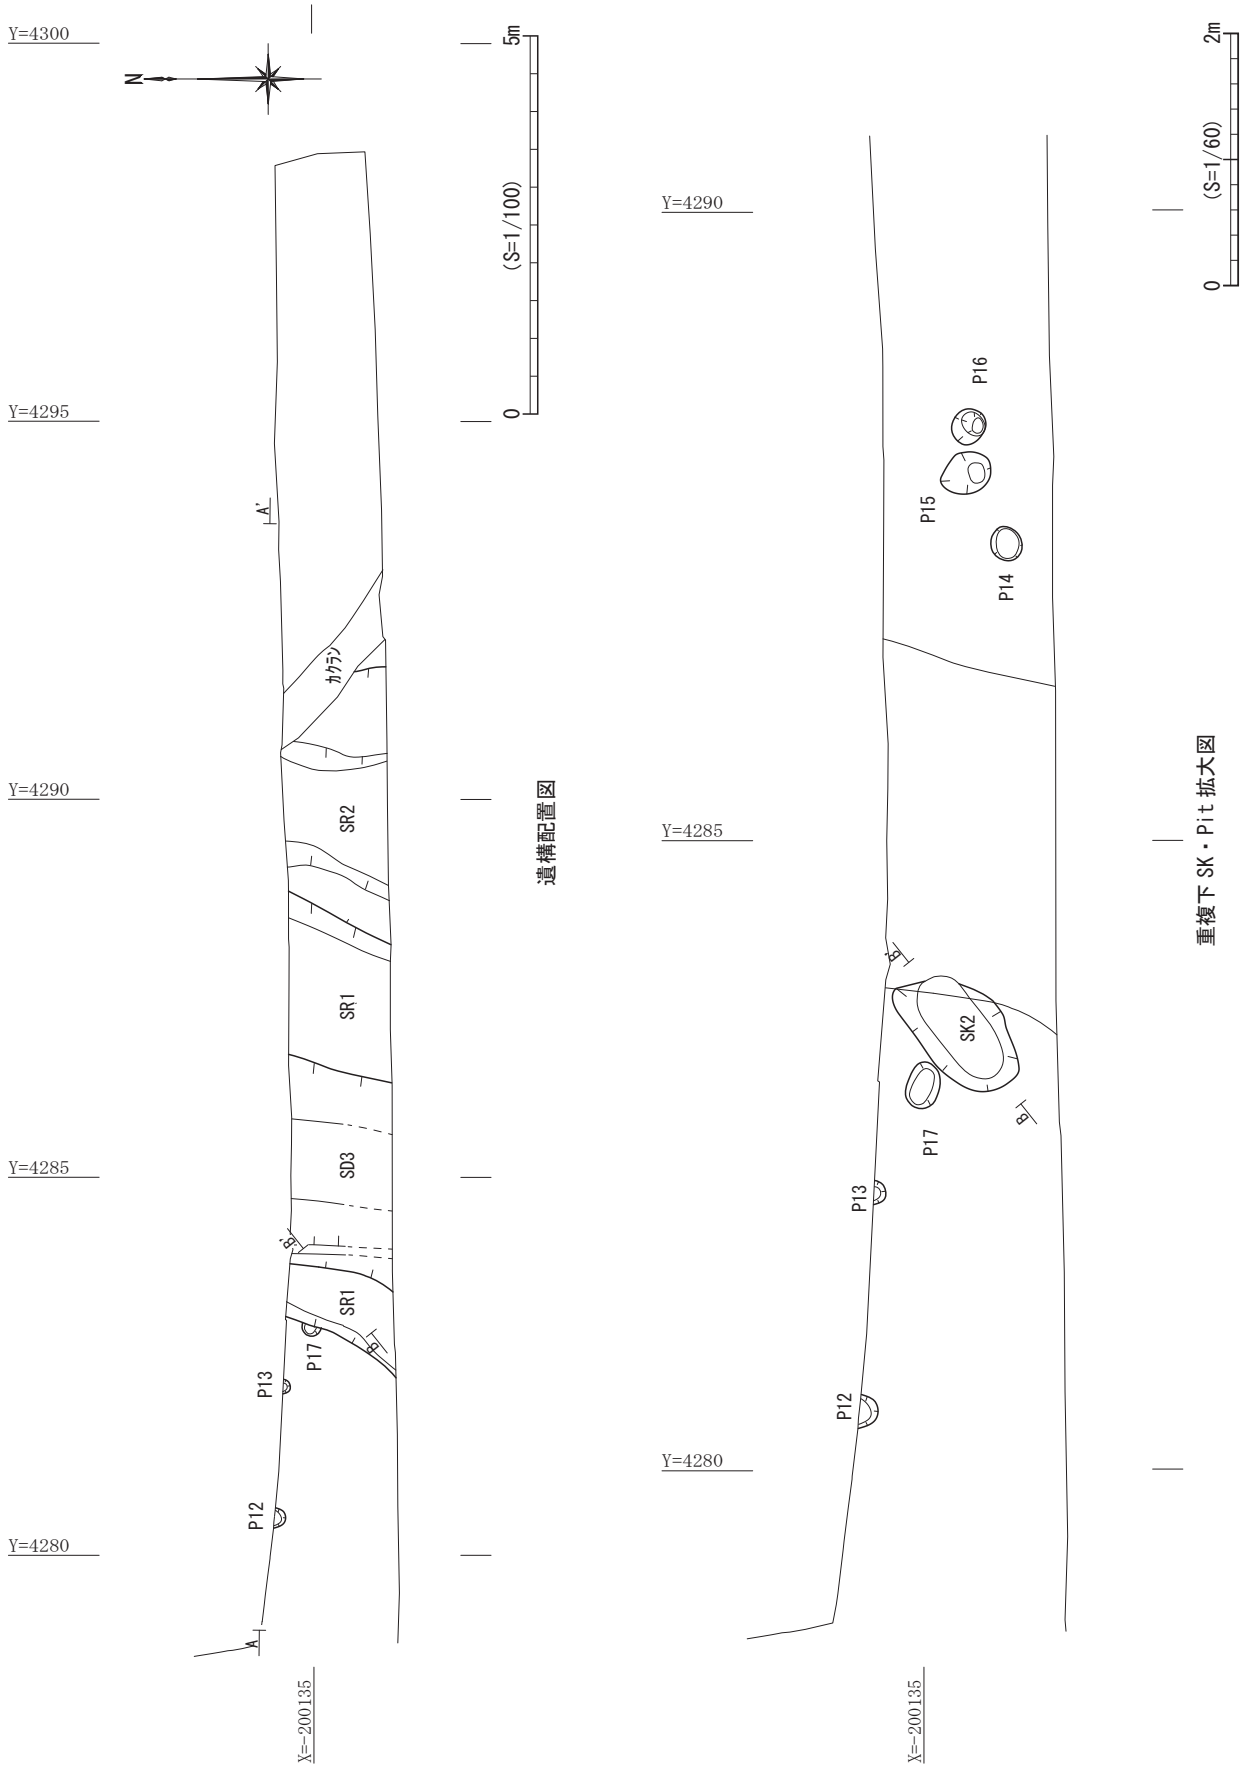 Y=4300
N
5m
(S=1/100)
0
Y=4295
A'
カクラン
Y=4290
SR2
SR1
Y=4285
SD3
B'
SR1
B
P17
P13
P12
Y=4280
A
X=-200135
遺構配置図
2m
(S=1/60)
0
Y=4290
P16
P15
P14
Y=4285
B'
SK2
B
P17
P13
P12
Y=4280
X=-200135
重複下 SK・Pit 拡大図